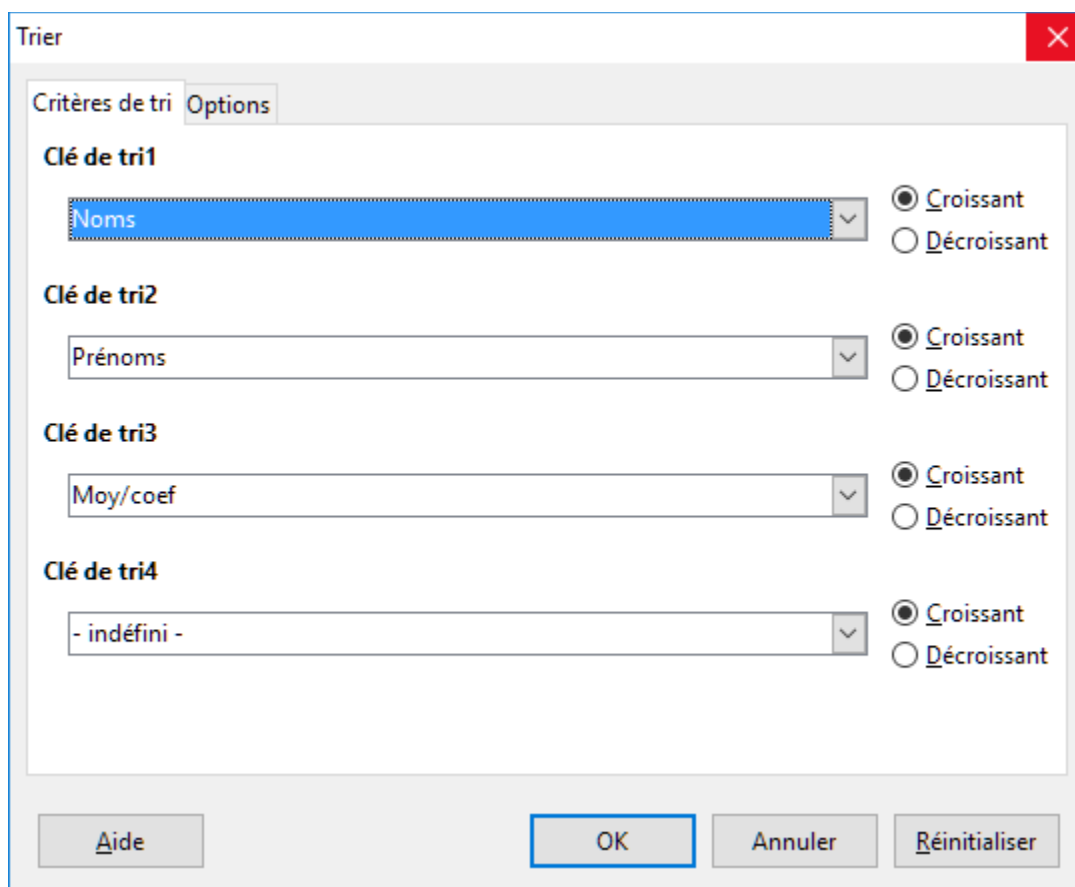 Trier
Critères de tri Options
Clé de tri1
Noms
Croissant
Décroissant
Clé de tri2
Prénoms
Croissant
Décroissant
Clé de tri3
Moy/coef
Croissant
Décroissant
Clé de tri4
- indéfini -
Croissant
Décroissant
Aide OK Annuler Réinitialiser